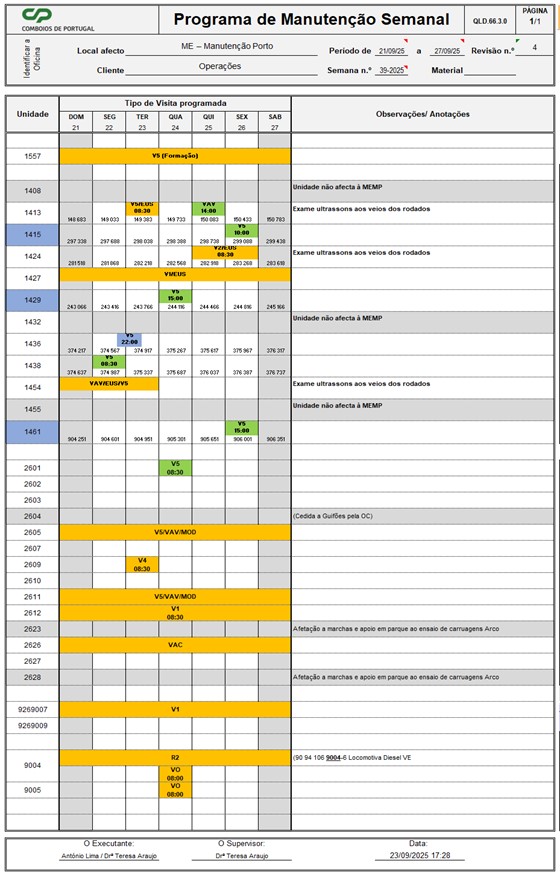 CP
COMBOIOS DE PORTUGAL
Programa de Manutenção Semanal
QLD.66.3.0
PÁGINA
1/1
Identificar a Oficina
Local afecto ME – Manutenção Porto Período de 21/09/25 a 27/09/25 Revisão n.º 4
Cliente Operações Semana n.º 39-2025 Material
Unidade Tipo de Visita programada Observações/ Anotações
DOM SEG TER QUA QUI SEX SAB
21 22 23 24 25 26 27
1557 V5 (Formação)
1408 Unidade não afecta à MEMP
1413 V5/EUS 08:30 VAV 14:00 Exame ultrassons aos veios dos rodados
148 683 149 033 149 383 149 733 150 083 150 433 150 783
1415 V5 10:00
297 338 297 688 298 038 298 388 298 738 299 088 299 438
1424 V2/EUS 08:30 Exame ultrassons aos veios dos rodados
281 518 281 868 282 218 282 568 282 918 283 268 283 618
1427 VI/EUS
1429 V5 15:00
243 066 243 416 243 766 244 116 244 466 244 816 245 166
1432 Unidade não afecta à MEMP
1436 V5 22:00
374 217 374 567 374 917 375 267 375 617 375 967 376 317
1438 V5 08:30
374 637 374 987 375 337 375 687 376 037 376 387 376 737
1454 VAV/EUS/V5 Exame ultrassons aos veios dos rodados
1455 Unidade não afecta à MEMP
1461 V5 15:00
904 251 904 601 904 951 905 301 905 651 906 001 906 351
2601 V5 08:30
2602
2603
2604 (Cedida a Guifões pela OC)
2605 V5/VAV/MOD
2607
2609 V4 08:30
2610
2611 V5/VAV/MOD
2612 V1 08:30
2623 Afetação a marchas e apoio em parque ao ensaio de carruagens Arco
2626 VAC
2627
2628 Afetação a marchas e apoio em parque ao ensaio de carruagens Arco
9269007 V1
9269009
9004 R2 (90 94 106 9004-6 Locomotiva Diesel VE
VO 08:00
9005 VO 08:00
O Executante: O Supervisor: Data:
António Lima / Drª Teresa Araujo Drª Teresa Araujo 23/09/2025 17:28